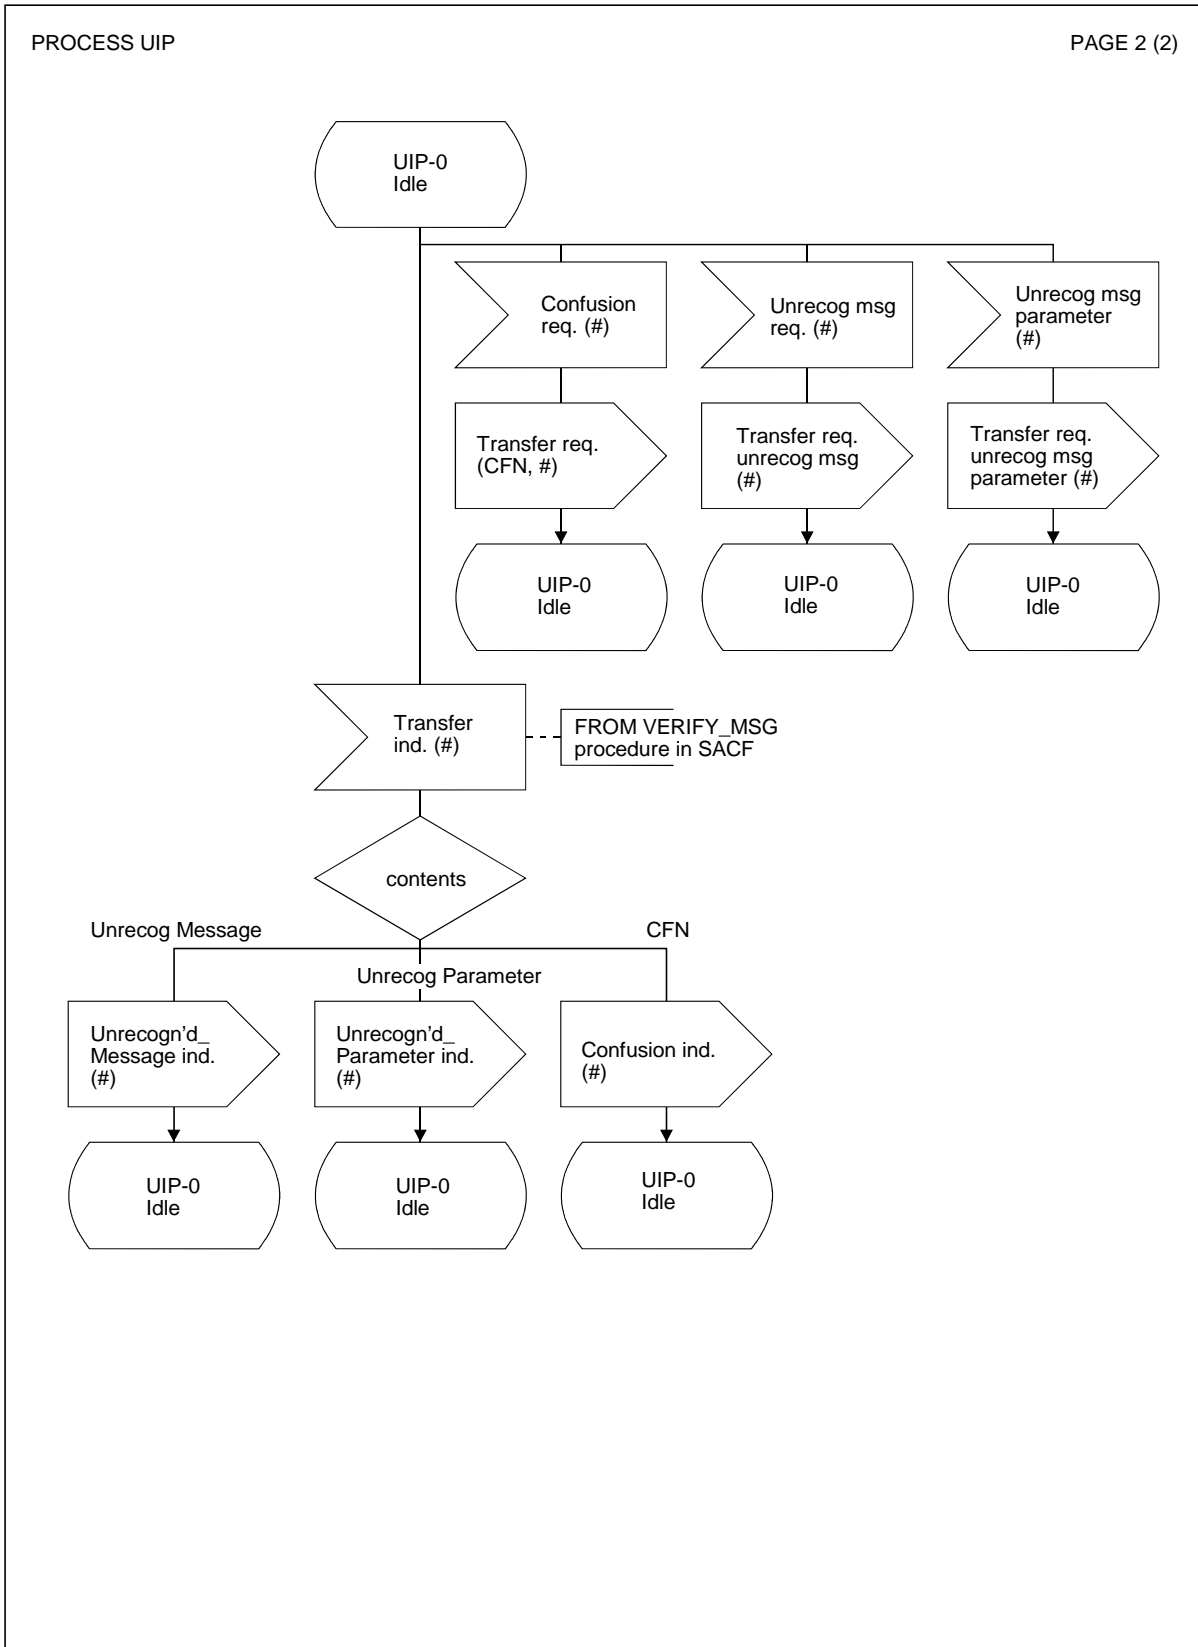 PROCESS UIP
PAGE 2 (2)
UIP-0
Idle
Confusion
req. (#)
Unrecog msg
req. (#)
Unrecog msg
parameter
(#)
Transfer req.
(CFN, #)
Transfer req.
unrecog msg
(#)
Transfer req.
unrecog msg
parameter (#)
UIP-0
Idle
UIP-0
Idle
UIP-0
Idle
Transfer
ind. (#)
FROM VERIFY_MSG
procedure in SACF
contents
Unrecog Message
CFN
Unrecog Parameter
Unrecogn'd_
Message ind.
(#)
Unrecogn'd_
Parameter ind.
(#)
Confusion ind.
(#)
UIP-0
Idle
UIP-0
Idle
UIP-0
Idle